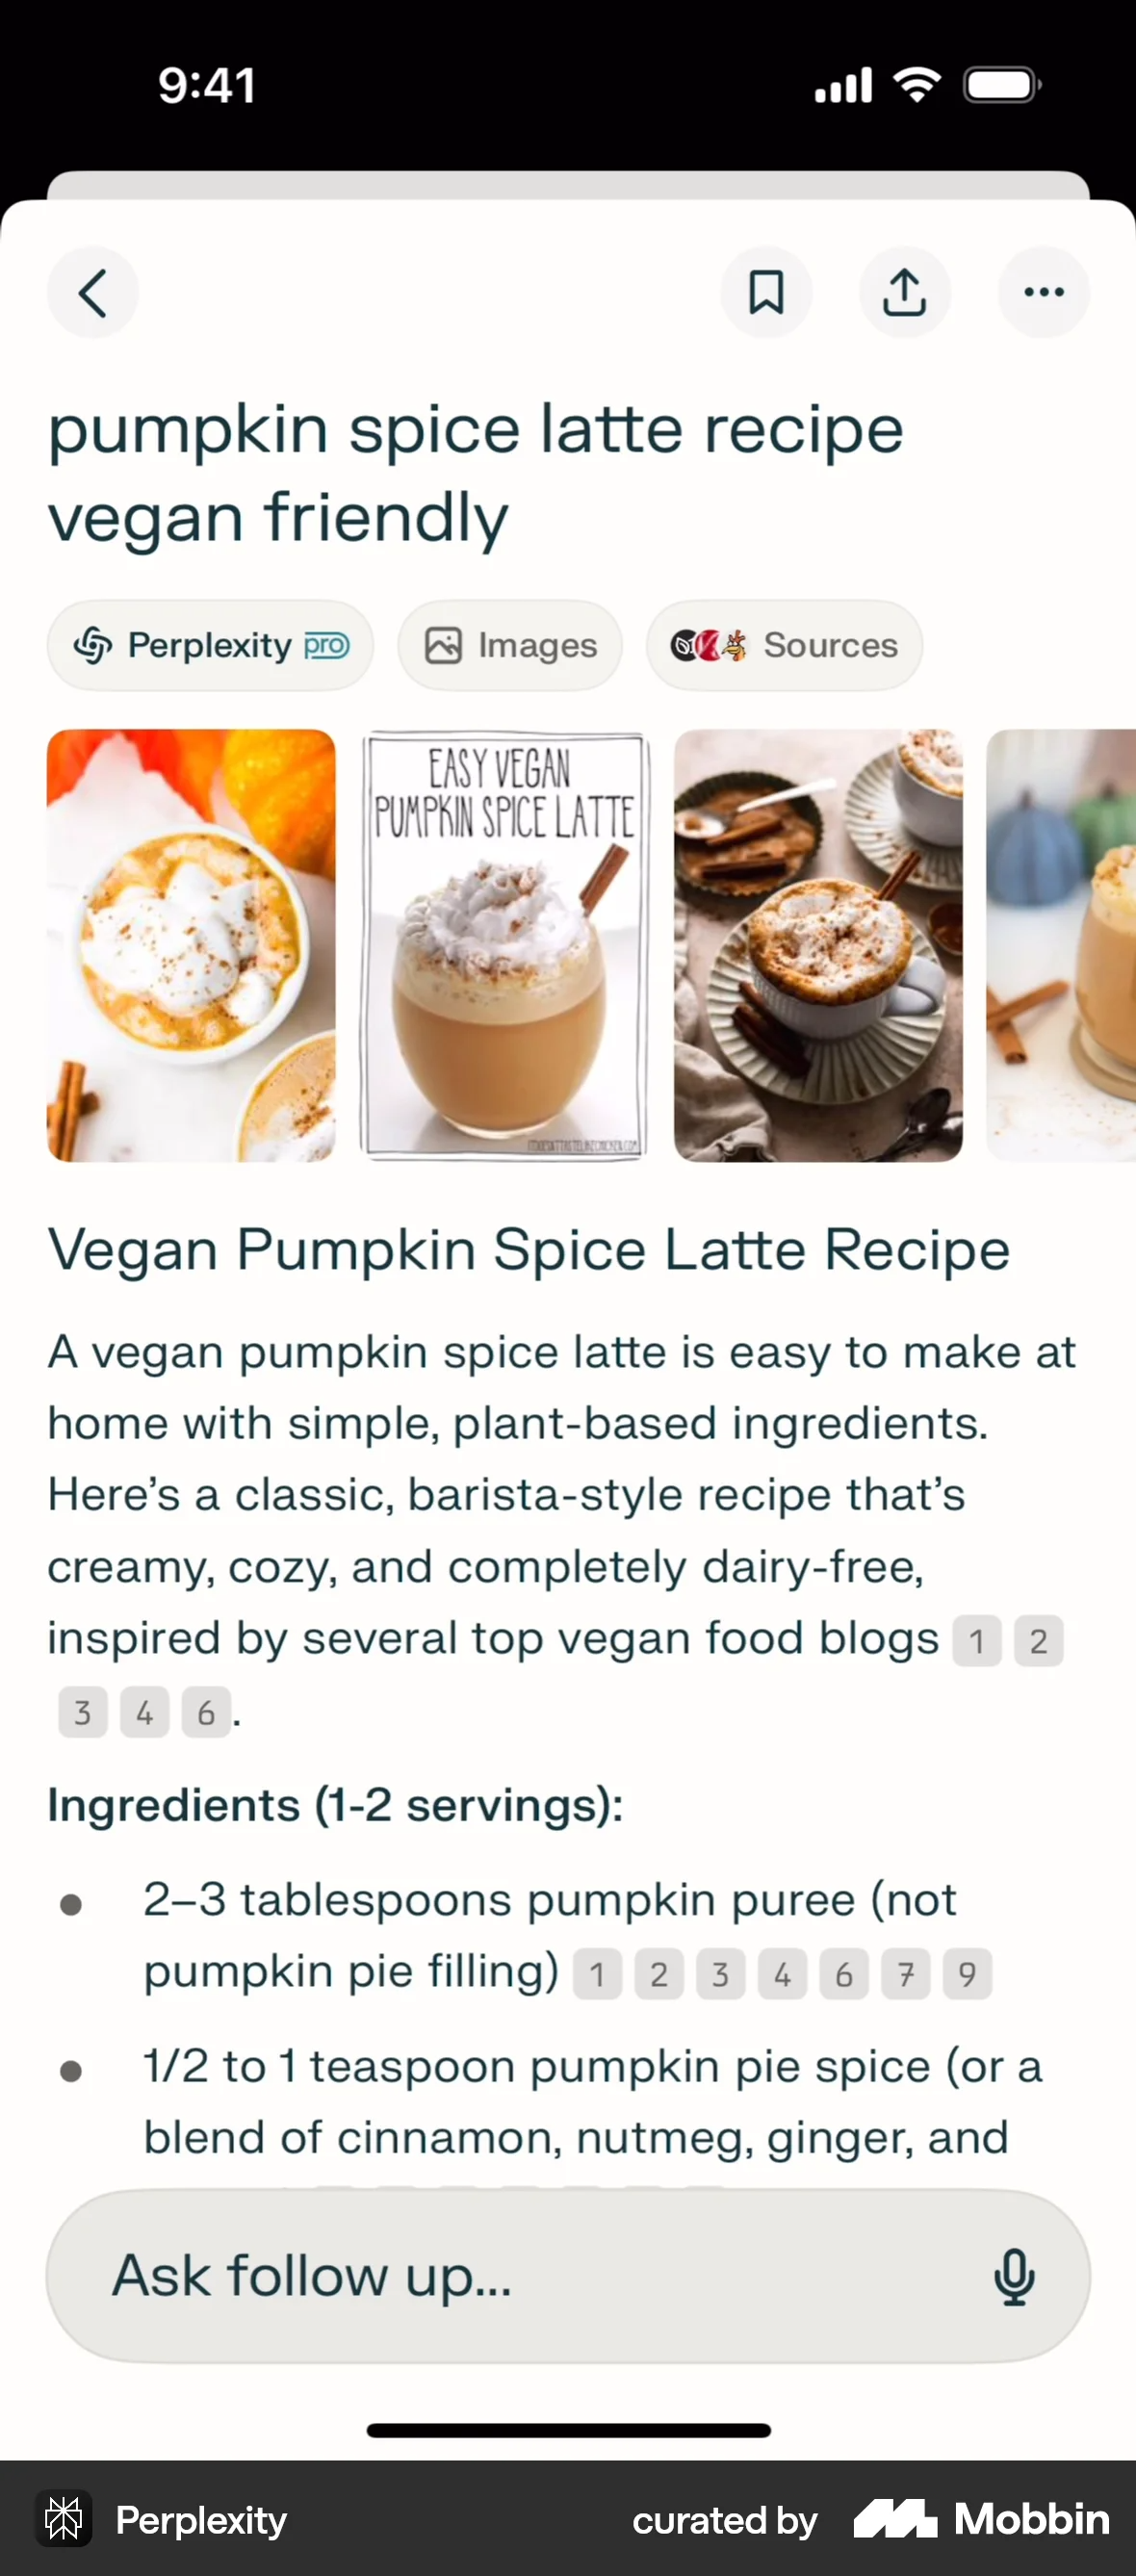 9:41
pumpkin spice latte recipe
vegan friendly
Perplexity pro
Images
Sources
EASY VEGAN
PUMPKIN SPICE LATTE
ITDOESNTTASTELIKECHICKEN.COM
Vegan Pumpkin Spice Latte Recipe
A vegan pumpkin spice latte is easy to make at
home with simple, plant-based ingredients.
Here’s a classic, barista-style recipe that’s
creamy, cozy, and completely dairy-free,
inspired by several top vegan food blogs 1 2
3 4 6.
Ingredients (1-2 servings):
● 2–3 tablespoons pumpkin puree (not
pumpkin pie filling) 1 2 3 4 6 7 9
● 1/2 to 1 teaspoon pumpkin pie spice (or a
blend of cinnamon, nutmeg, ginger, and
Ask follow up...
Perplexity
curated by Mobbin